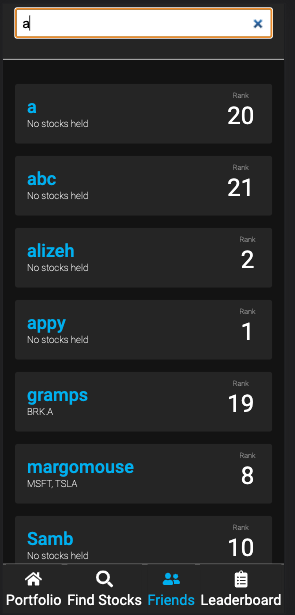 a
Rank
a
20
No stocks held
Rank
abc
21
No stocks held
Rank
alizeh
2
No stocks held
Rank
appy
1
No stocks held
Rank
gramps
19
BRK.A
Rank
margomouse
8
MSFT, TSLA
Rank
Samb
10
No stocks held
Portfolio Find Stocks Friends Leaderboard